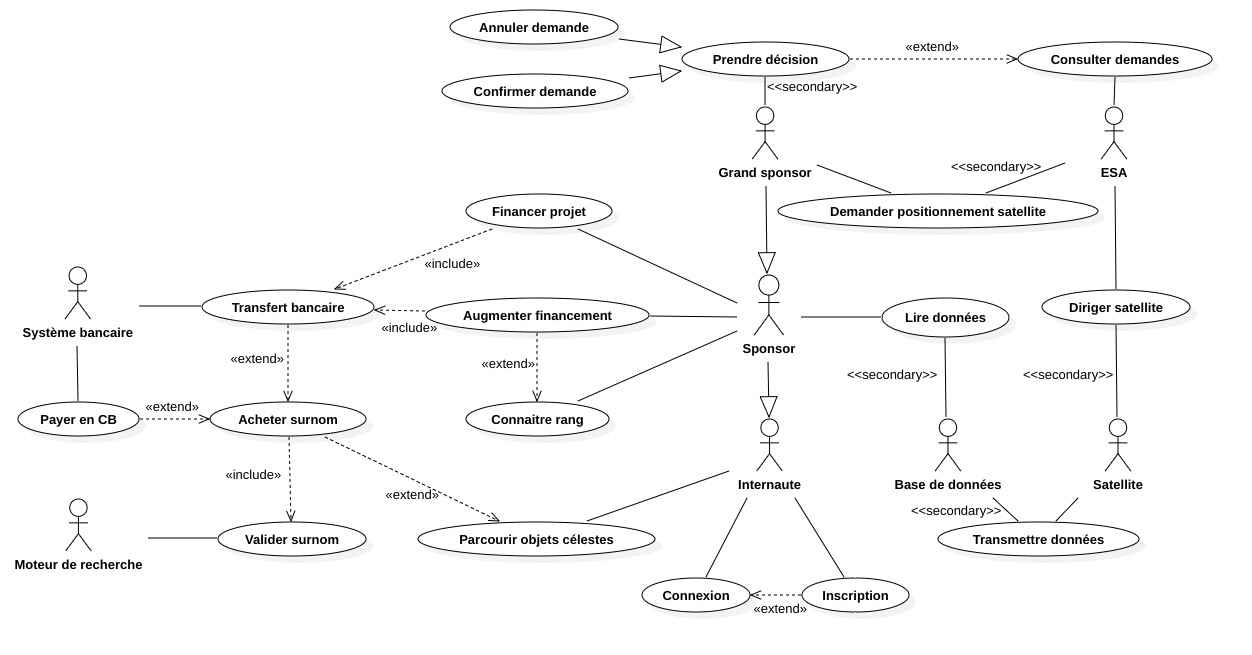 Annuler demande
Prendre décision
«extend»
Consulter demandes
Confirmer demande
<<secondary>>
Grand sponsor
<<secondary>>
ESA
Financer projet
Demander positionnement satellite
«include»
Système bancaire
Transfert bancaire
«include»
Augmenter financement
Sponsor
Lire données
Diriger satellite
«extend»
«extend»
<<secondary>>
<<secondary>>
Payer en CB
«extend»
Acheter surnom
Connaitre rang
«include»
«extend»
Internaute
Base de données
Satellite
<<secondary>>
Moteur de recherche
Valider surnom
Parcourir objets célestes
Transmettre données
Connexion
«extend»
Inscription